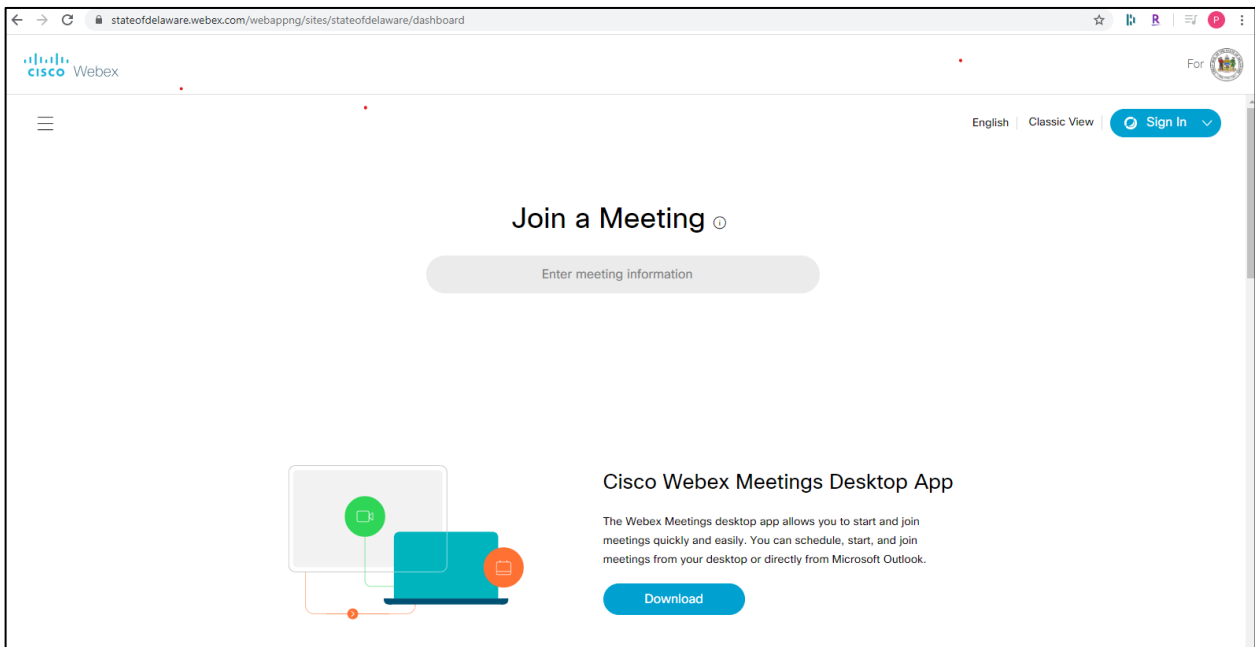 stateofdelaware.webex.com/webappng/sites/stateofdelaware/dashboard
R
P
CISCO Webex
For
English
Classic View
Sign In
Join a Meeting
Enter meeting information
Cisco Webex Meetings Desktop App
The Webex Meetings desktop app allows you to start and join
meetings quickly and easily. You can schedule, start, and join
meetings from your desktop or directly from Microsoft Outlook.
Download